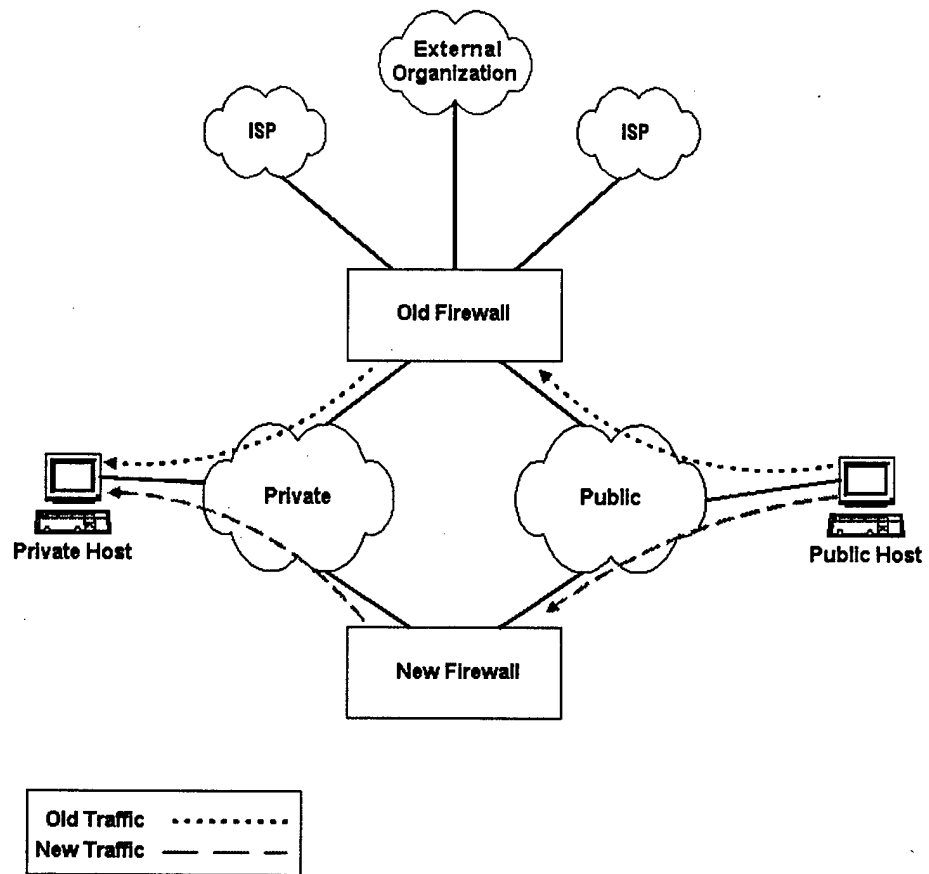 External
Organization
ISP
ISP
Old Firewall
Private
Public
Private Host
Public Host
New Firewall
Old Traffic
New Traffic